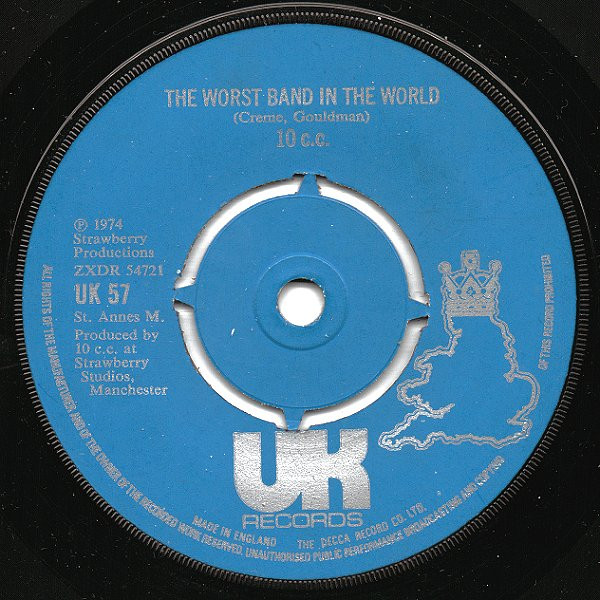 THE WORST BAND IN THE WORLD
(Creme, Gouldman)
10 c.c.
℗ 1974
Strawberry
Productions
ZXDR 54721
UK 57
St. Annes M.
Produced by
10 c.c. at
Strawberry
Studios,
Manchester
UK
RECORDS
MADE IN ENGLAND THE DECCA RECORD CO. LTD.
ALL RIGHTS OF THE MANUFACTURER AND OF THE OWNER OF THE RECORDED WORK RESERVED. UNAUTHORISED PUBLIC PERFORMANCE BROADCASTING AND COPYING OF THIS RECORD PROHIBITED